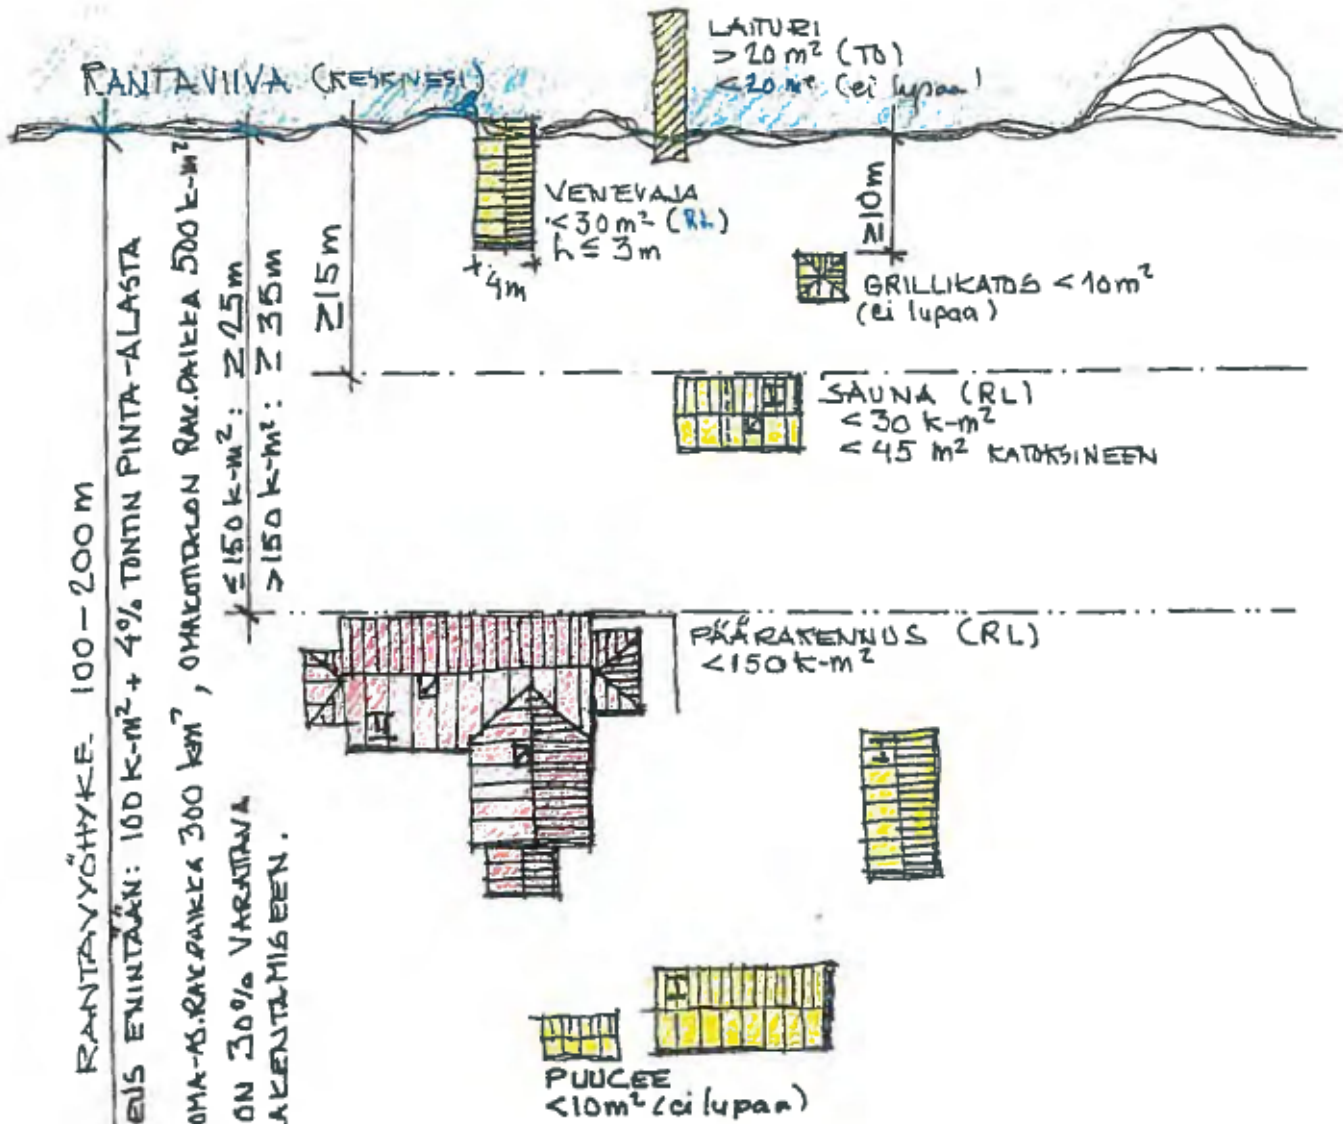 LAITURI
> 20 m² (TO)
< 20 m² (ei lupaa)
RANTAVIIVA (KESKIVESI)
VENEVAJA
< 30 m² (RL)
h ≤ 3m
4m
≥10m
GRILLIKATOS < 10m²
(ei lupaa)
≥15m
SAUNA (RL)
< 30 k-m²
< 45 m² KATOKSINEEN
≤150 k-m²: ≥ 25m
>150 k-m²: ≥ 35m
RANTAVYÖHYKE 100-200m
EUS ENINTÄÄN: 100 K-m² + 4% TONTIN PINTA-ALASTA
OMA-AS.RAK.PAIKKA 300 km², OMAKOTITALON RAK.PAIKKA 500 k-m²
ON 30% VARATTAVA
AKENTAMISEEN.
PÄÄRAKENNUS (RL)
<150 k-m²
PUUCEE
<10m² (ei lupaa)